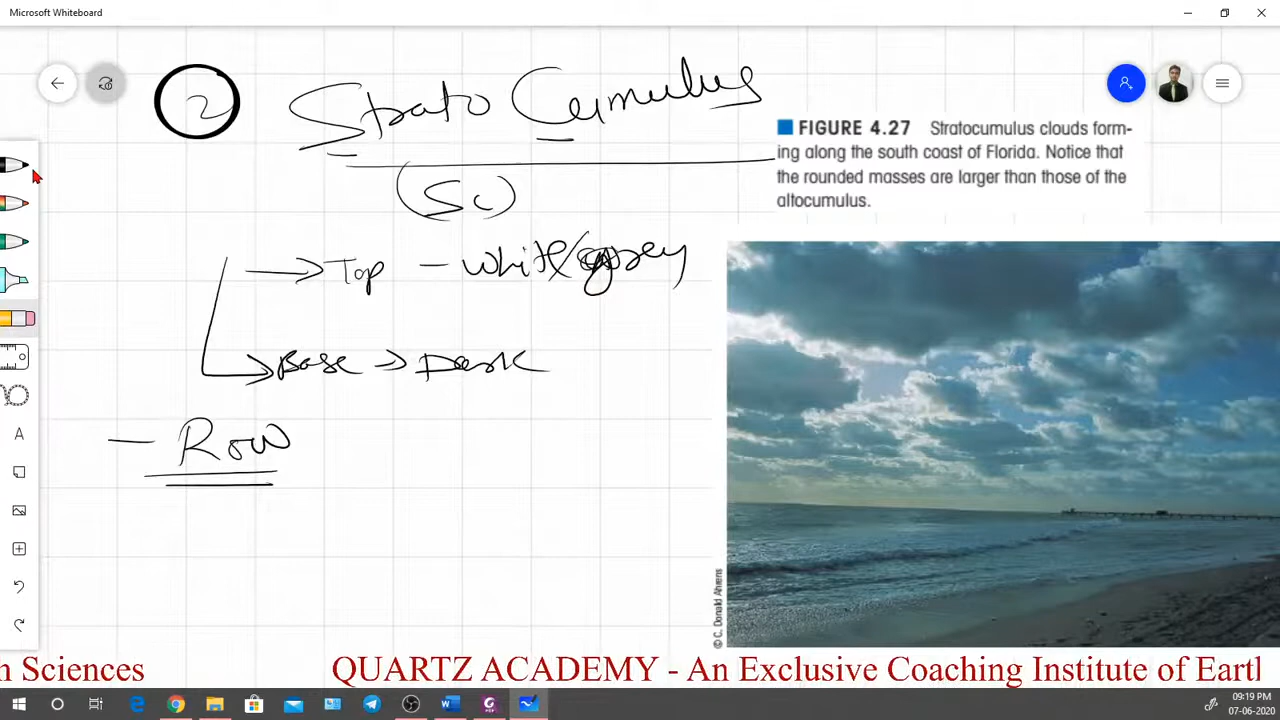 Microsoft Whiteboard
2
Strato Cumulus
(Sc)
→ Top - white/grey
→ Base → Dark
- Row
FIGURE 4.27 Stratocumulus clouds form-
ing along the south coast of Florida. Notice that
the rounded masses are larger than those of the
altocumulus.
© C. Donald Ahrens
A
h Sciences QUARTZ ACADEMY - An Exclusive Coaching Institute of Eartl
09:19 PM
07-06-2020